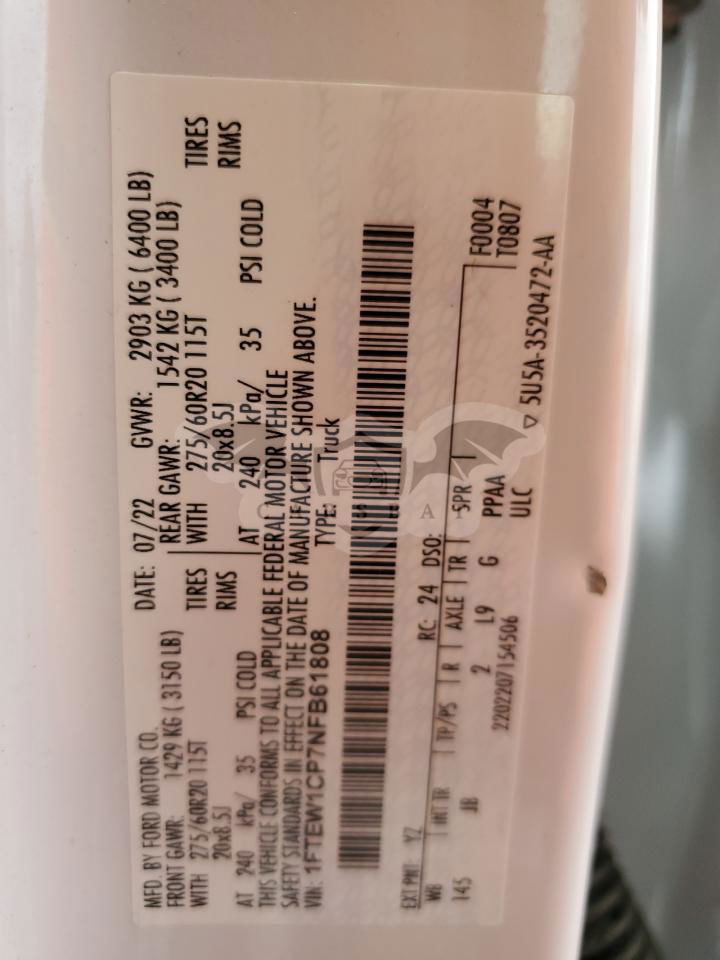 MFD. BY FORD MOTOR CO. DATE: 07/22 GVWR: 2903 KG ( 6400 LB)
FRONT GAWR: 1429 KG ( 3150 LB) REAR GAWR: 1542 KG ( 3400 LB)
WITH 275/60R20 115T TIRES WITH 275/60R20 115T TIRES
20x8.5J RIMS 20x8.5J RIMS
AT 240 kPa/ 35 PSI COLD AT 240 kPa/ 35 PSI COLD
THIS VEHICLE CONFORMS TO ALL APPLICABLE FEDERAL MOTOR VEHICLE
SAFETY STANDARDS IN EFFECT ON THE DATE OF MANUFACTURE SHOWN ABOVE.
VIN: 1FTEW1CP7NFB61808 TYPE: Truck
EXT PNT: YZ RC: 24 DSO:
WB INT TR TP/PS R AXLE TR SPR F0004
145 JB 2 L9 G PPAA T0807
2202207154506 ULC ▽ 5U5A-3520472-AA